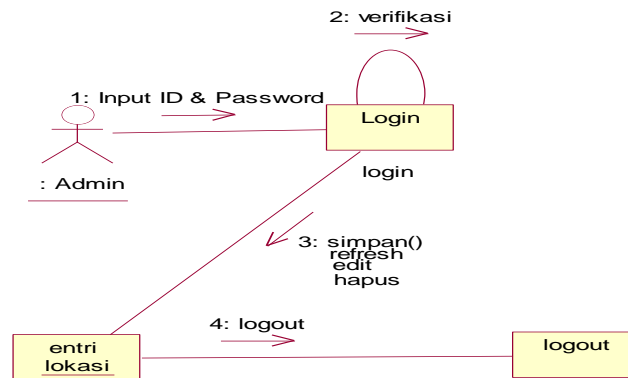 2: verifikasi
1: Input ID & Password
Login
: Admin
login
3: simpan()
refresh
edit
hapus
4: logout
entri
lokasi
logout